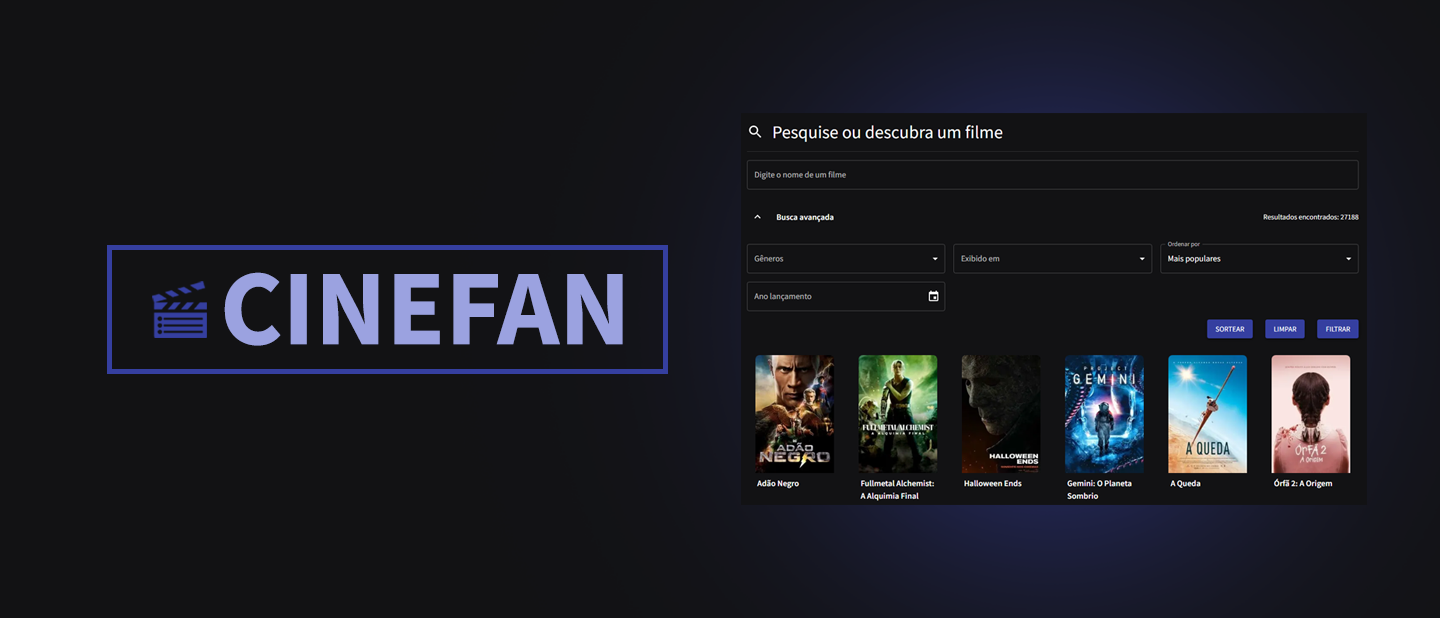 CINEFAN
Pesquise ou descubra um filme
Digite o nome de um filme
Busca avançada
Resultados encontrados: 27188
Gêneros
Exibido em
Ordenar por
Mais populares
Ano lançamento
SORTEAR
LIMPAR
FILTRAR
ADÃO
NEGRO
FULLMETAL ALCHEMIST
A ALQUIMIA FINAL
HALLOWEEN
ENDS
PROJECT
GEMINI
A QUEDA
ÓRFÃ 2
A ORIGEM
Adão Negro
Fullmetal Alchemist:
A Alquimia Final
Halloween Ends
Gemini: O Planeta
Sombrio
A Queda
Órfã 2: A Origem